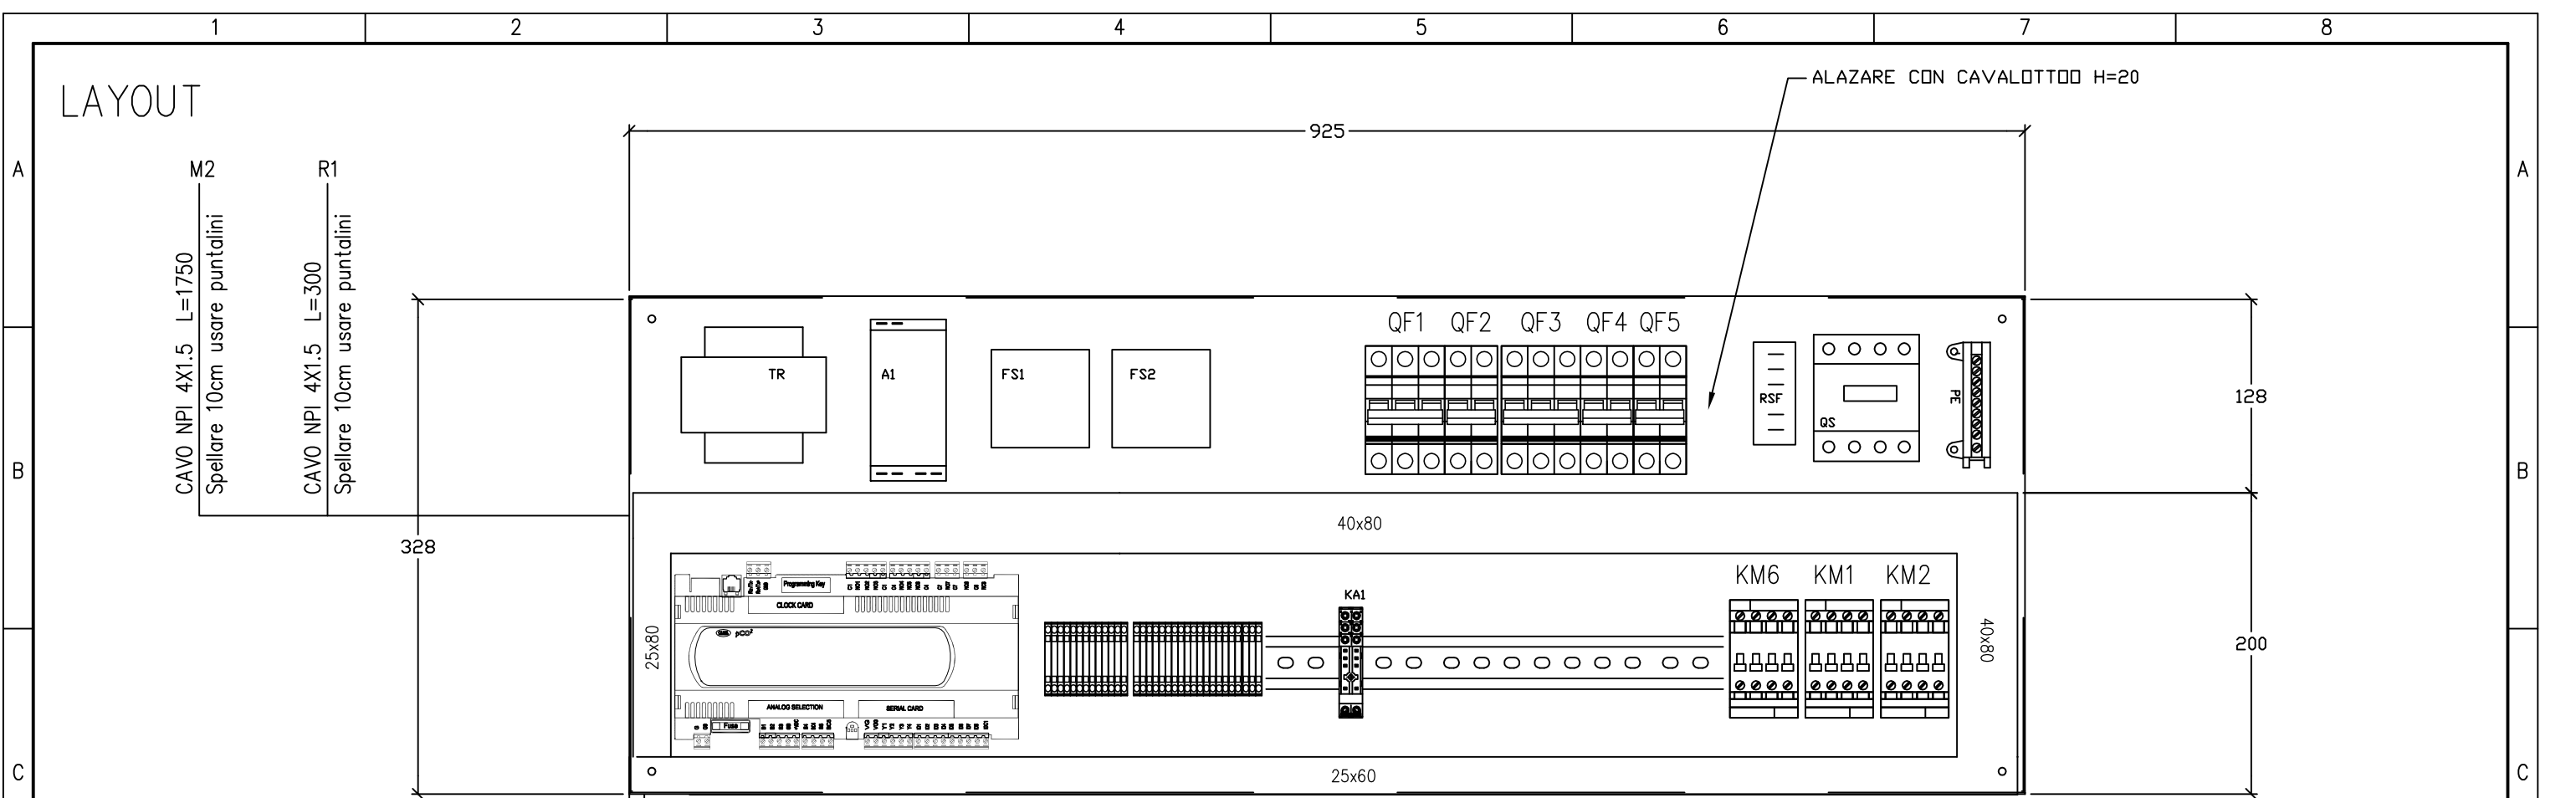 1 2 3 4 5 6 7 8
LAYOUT
ALAZARE CON CAVALOTTOO H=20
925
A A
M2 R1
CAVO NPI 4X1.5 L=1750
Spellare 10cm usare puntalini
CAVO NPI 4X1.5 L=300
Spellare 10cm usare puntalini
QF1 QF2 QF3 QF4 QF5
TR A1 FS1 FS2 RSF QS PE
128
B B
40x80
328
Programming Key
CLOCK CARD
KA1
KM6 KM1 KM2
25x80
pCO²
40x80
200
ANALOG SELECTION SERIAL CARD
Fuse
25x60
C C